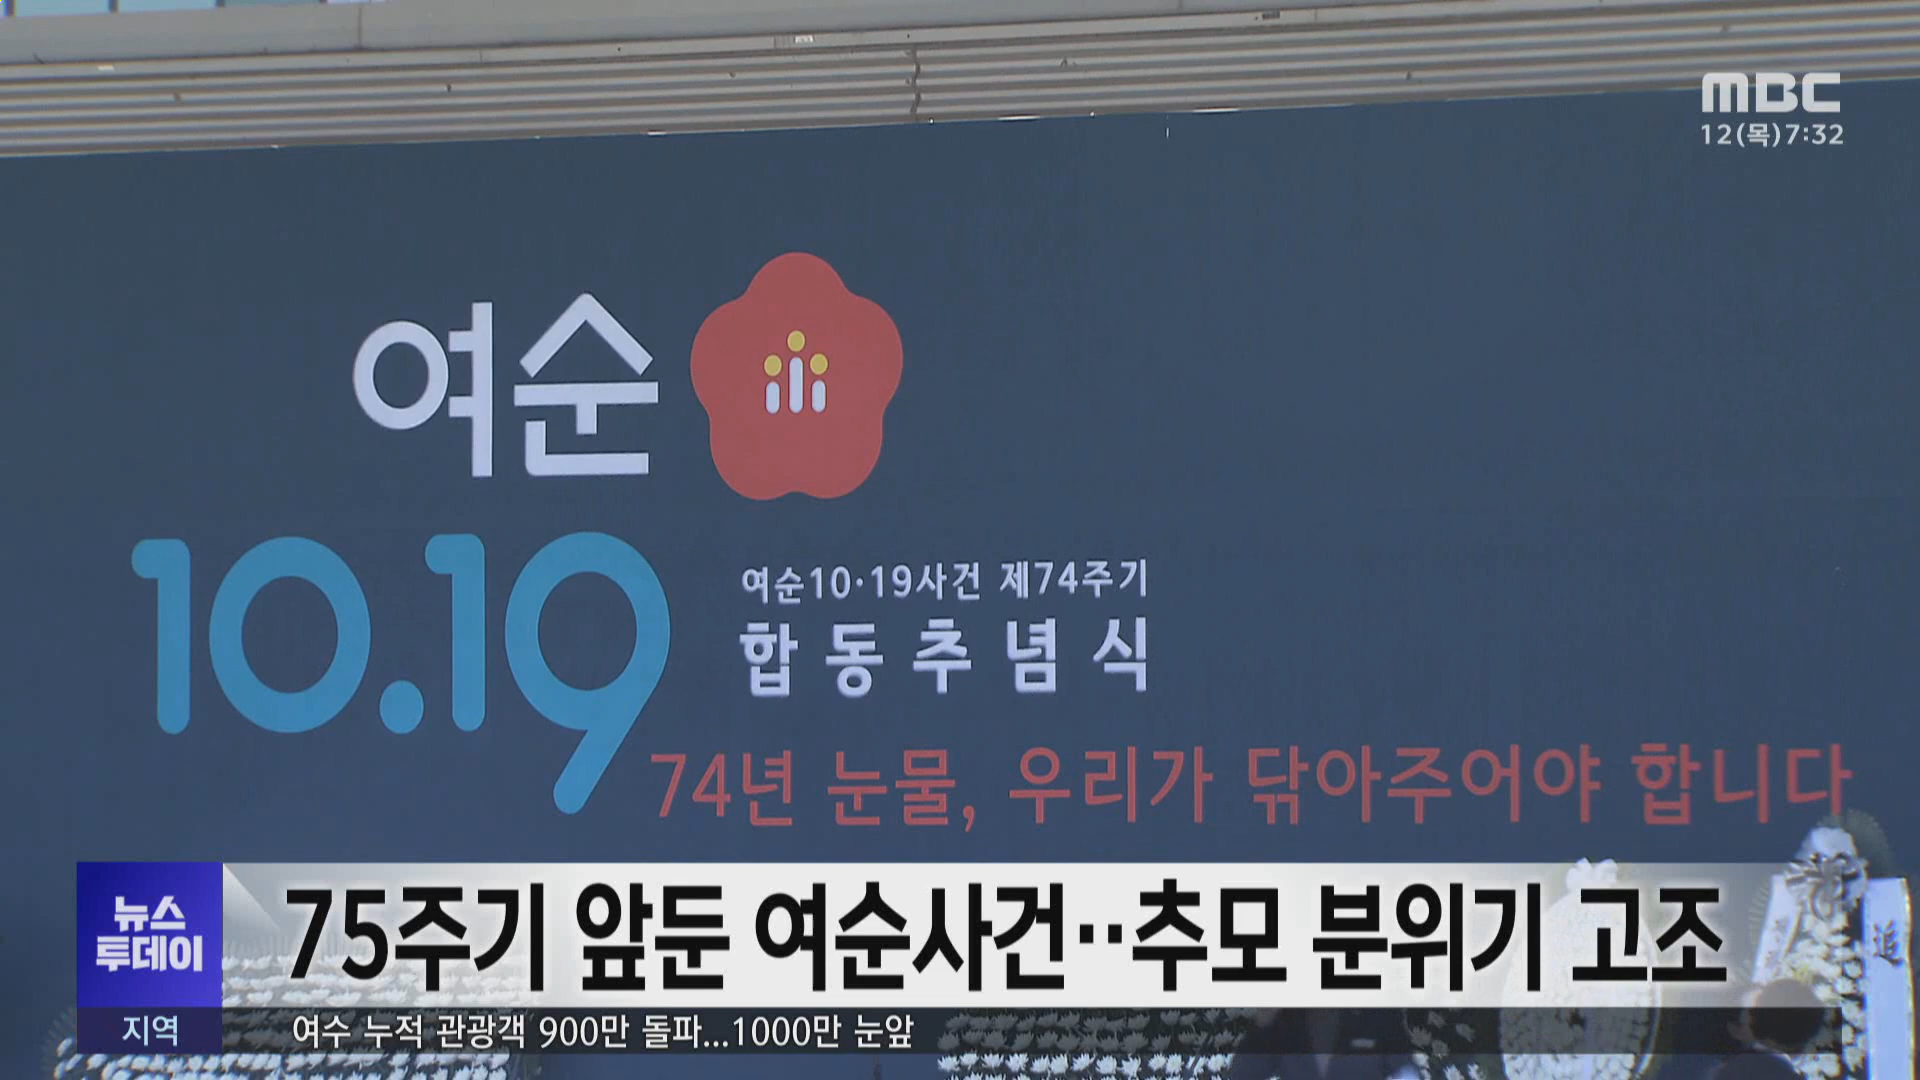 MBC
12(목)7:32
여순
10.19
여순10·19사건 제74주기
합동추념식
74년 눈물, 우리가 닦아주어야 합니다
뉴스
투데이
75주기 앞둔 여순사건··추모 분위기 고조
追
지역
여수 누적 관광객 900만 돌파...1000만 눈앞